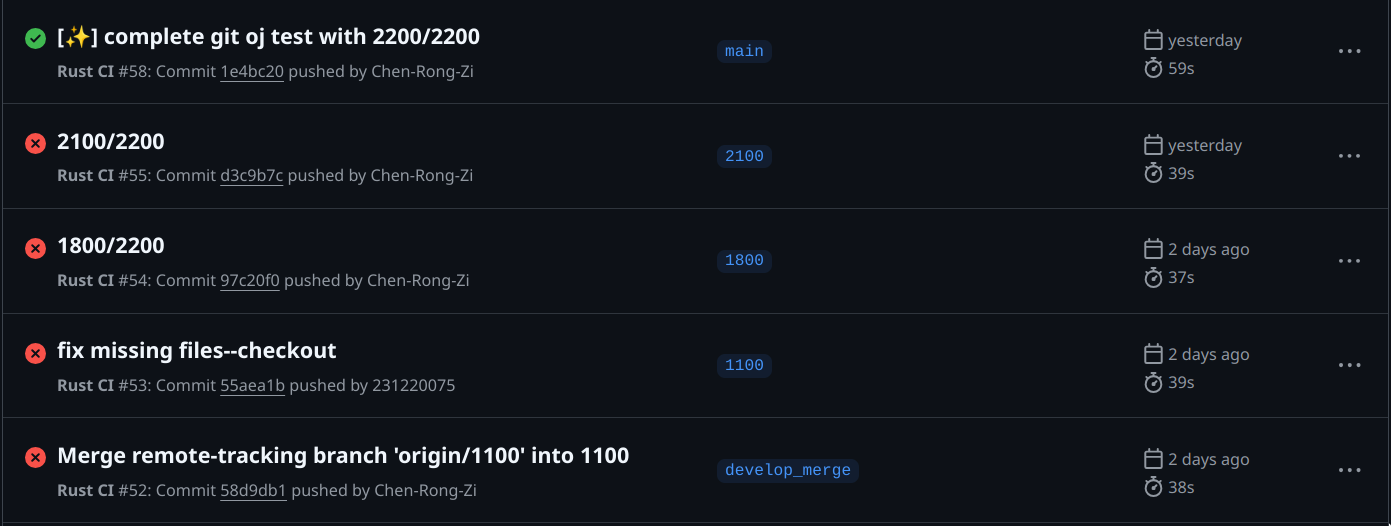 [✨] complete git oj test with 2200/2200
Rust CI #58: Commit 1e4bc20 pushed by Chen-Rong-Zi
main
yesterday
59s
2100/2200
Rust CI #55: Commit d3c9b7c pushed by Chen-Rong-Zi
2100
yesterday
39s
1800/2200
Rust CI #54: Commit 97c20f0 pushed by Chen-Rong-Zi
1800
2 days ago
37s
fix missing files--checkout
Rust CI #53: Commit 55aea1b pushed by 231220075
1100
2 days ago
39s
Merge remote-tracking branch 'origin/1100' into 1100
Rust CI #52: Commit 58d9db1 pushed by Chen-Rong-Zi
develop_merge
2 days ago
38s